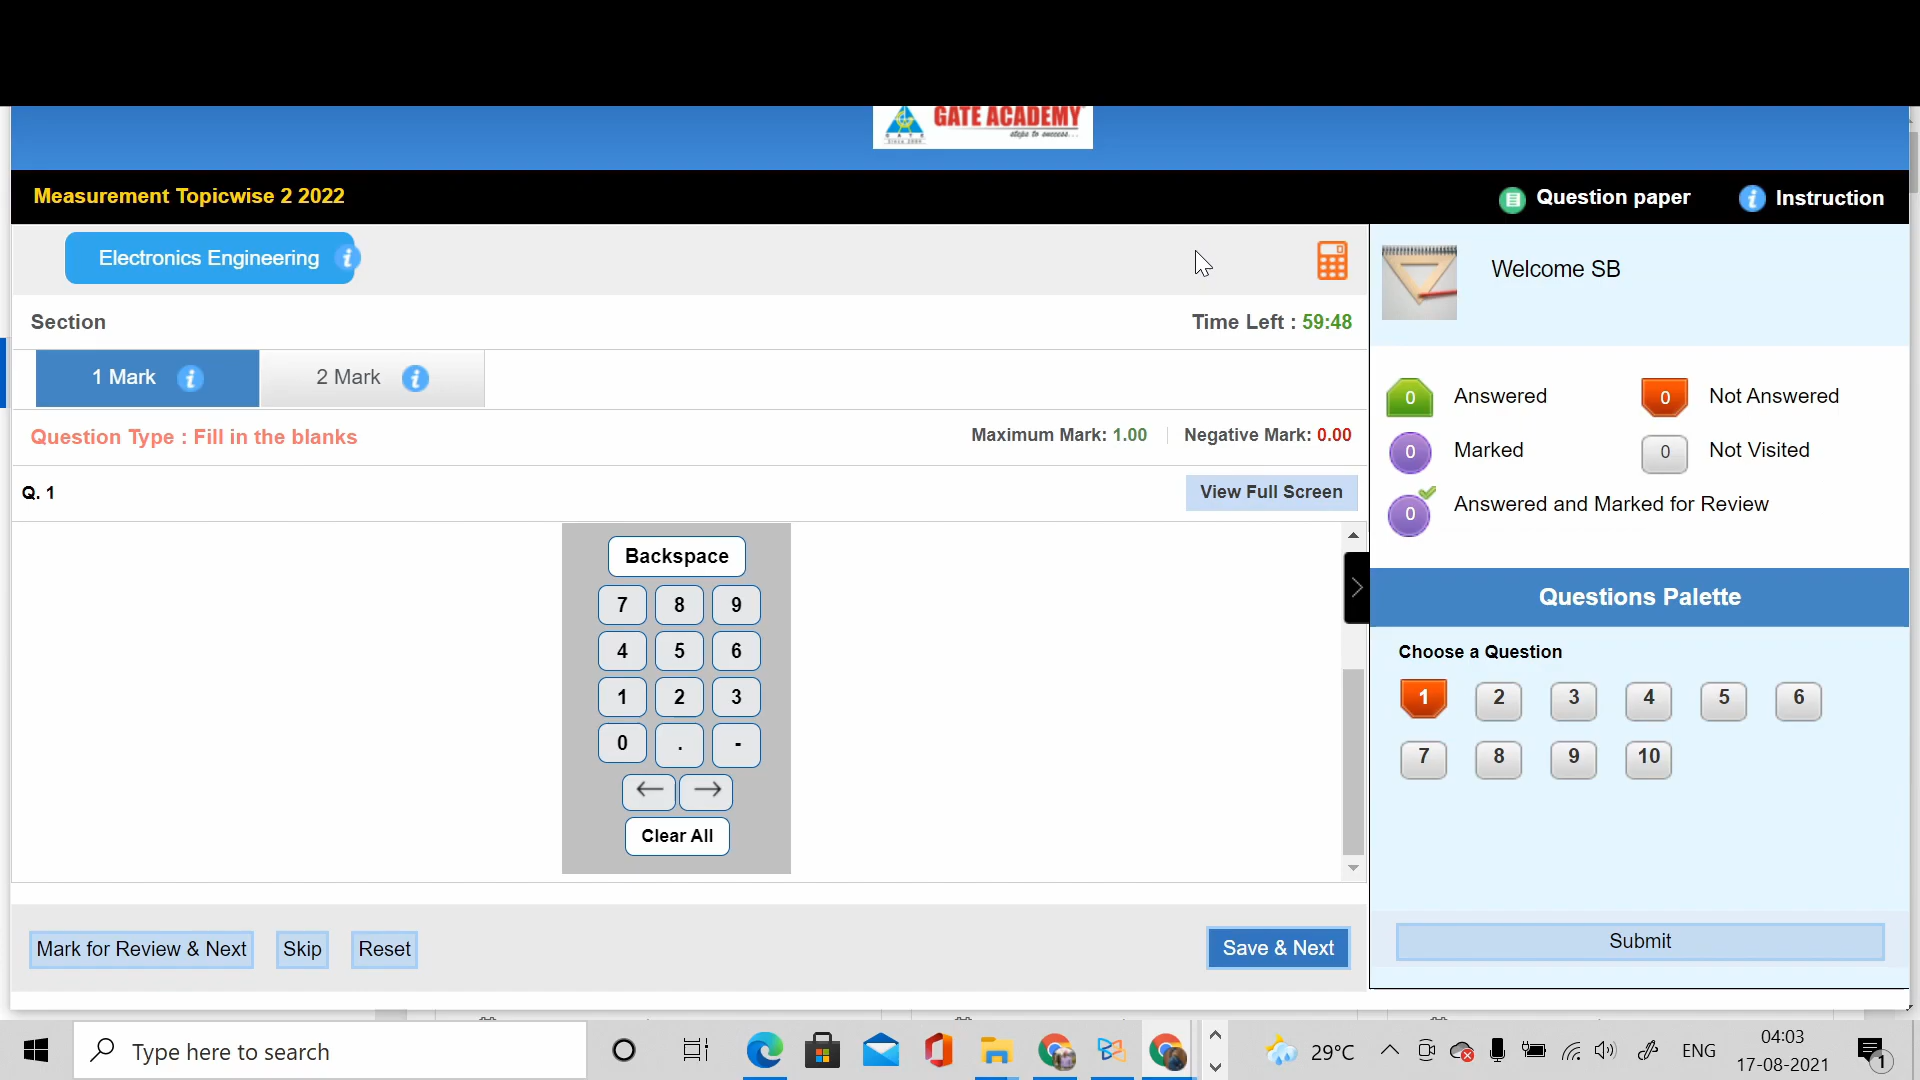 GATE ACADEMY
steps to success...
GATE
Measurement Topicwise 2 2022
Question paper
Instruction
Electronics Engineering
Welcome SB
Section
Time Left : 59:48
1 Mark
2 Mark
0 Answered
0 Not Answered
Question Type : Fill in the blanks
Maximum Mark: 1.00
Negative Mark: 0.00
0 Marked
0 Not Visited
Q. 1
View Full Screen
0 Answered and Marked for Review
Backspace
7 8 9
4 5 6
1 2 3
0 . -
← →
Clear All
Questions Palette
Choose a Question
1 2 3 4 5 6
7 8 9 10
Mark for Review & Next
Skip
Reset
Save & Next
Submit
Type here to search
29°C
ENG
04:03
17-08-2021
1